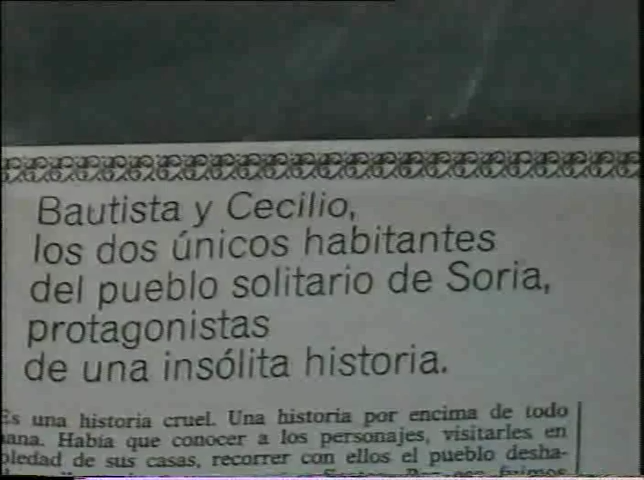 Bautista y Cecilio,
los dos únicos habitantes
del pueblo solitario de Soria,
protagonistas
de una insólita historia.
Es una historia cruel. Una historia por encima de todo
Había que conocer a los personajes, visitarles en
de sus casas, recorrer con ellos el pueblo desha-